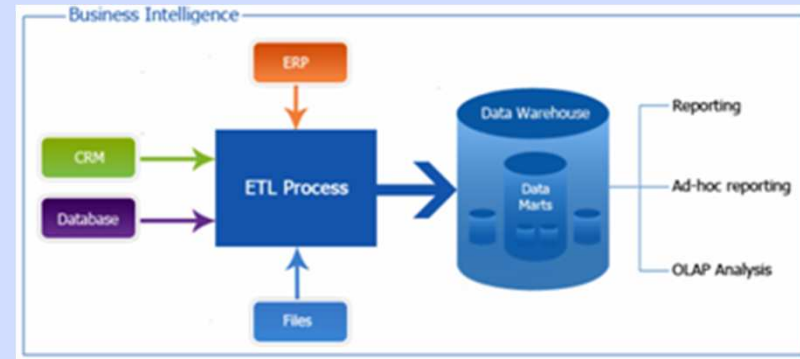 Business Intelligence
ERP
CRM
Database
ETL Process
Files
Data Warehouse
Data
Marts
Reporting
Ad-hoc reporting
OLAP Analysis